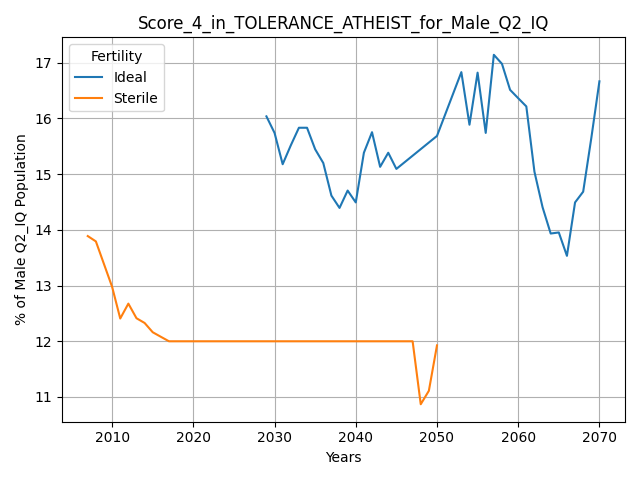 Score_4_in_TOLERANCE_ATHEIST_for_Male_Q2_IQ
Fertility
Ideal
Sterile
% of Male Q2_IQ Population
17
16
15
14
13
12
11
2010 2020 2030 2040 2050 2060 2070
Years